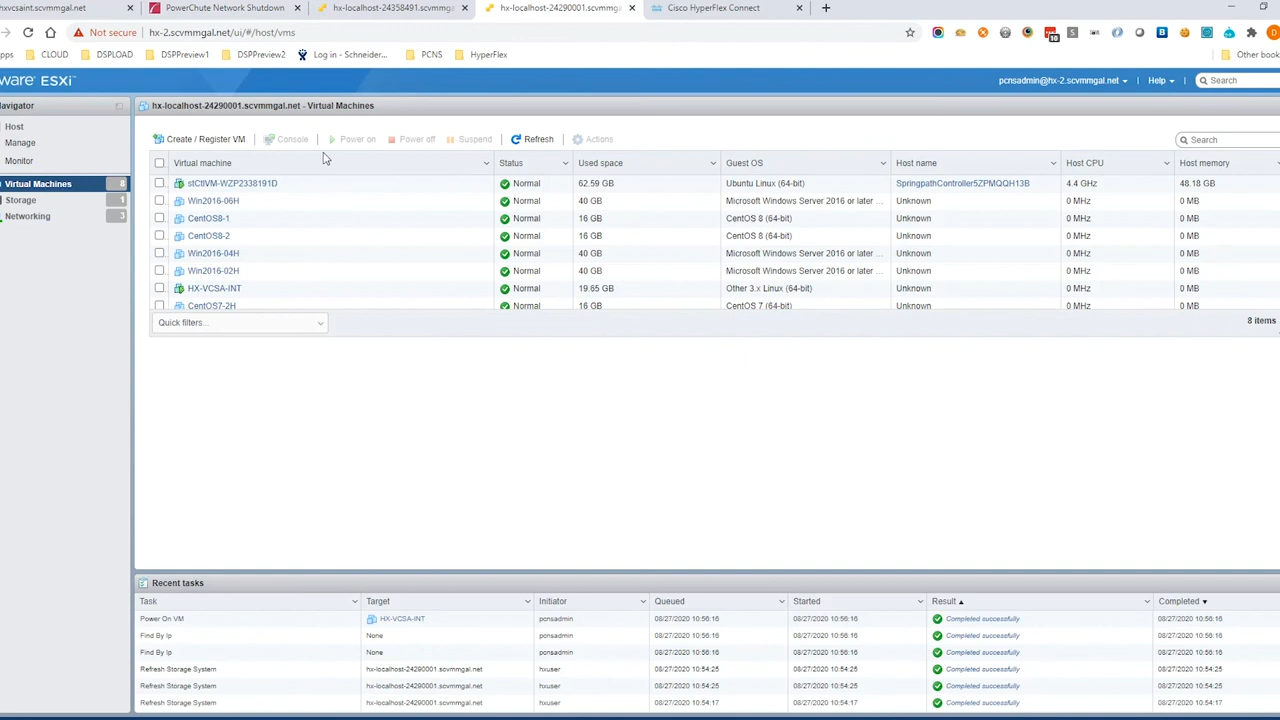 hxvcsaint.scvmmgal.net
PowerChute Network Shutdown
hx-localhost-24358491.scvmmgal...
hx-localhost-24290001.scvmmgal...
Cisco HyperFlex Connect
Not secure
hx-2.scvmmgal.net/ui/#/host/vms
10
pps
CLOUD
DSPLOAD
DSPPreview2
DSPPreview2
Log in - Schneider...
PCNS
HyperFlex
Other book
ware ESXi™
pcnsadmin@hx-2.scvmmgal.net
Help
Search
Navigator
hx-localhost-24290001.scvmmgal.net - Virtual Machines
Host
Manage
Monitor
Virtual Machines 8
Storage 1
Networking 3
Create / Register VM
Console
Power on
Power off
Suspend
Refresh
Actions
Search
Virtual machine Status Used space Guest OS Host name Host CPU Host memory
stCtlVM-WZP2338191D Normal 62.59 GB Ubuntu Linux (64-bit) SpringpathController5ZPMQQH13B 4.4 GHz 48.18 GB
Win2016-06H Normal 40 GB Microsoft Windows Server 2016 or later ... Unknown 0 MHz 0 MB
CentOS8-1 Normal 16 GB CentOS 8 (64-bit) Unknown 0 MHz 0 MB
CentOS8-2 Normal 16 GB CentOS 8 (64-bit) Unknown 0 MHz 0 MB
Win2016-04H Normal 40 GB Microsoft Windows Server 2016 or later ... Unknown 0 MHz 0 MB
Win2016-02H Normal 40 GB Microsoft Windows Server 2016 or later ... Unknown 0 MHz 0 MB
HX-VCSA-INT Normal 19.65 GB Other 3.x Linux (64-bit) Unknown 0 MHz 0 MB
CentOS7-2H Normal 16 GB CentOS 7 (64-bit) Unknown 0 MHz 0 MB
Quick filters...
8 items
Recent tasks
Task Target Initiator Queued Started Result Completed
Power On VM HX-VCSA-INT pcnsadmin 08/27/2020 10:56:16 08/27/2020 10:56:16 Completed successfully 08/27/2020 10:56:16
Find By Ip None pcnsadmin 08/27/2020 10:56:16 08/27/2020 10:56:16 Completed successfully 08/27/2020 10:56:16
Find By Ip None pcnsadmin 08/27/2020 10:56:16 08/27/2020 10:56:16 Completed successfully 08/27/2020 10:56:16
Refresh Storage System hx-localhost-24290001.scvmmgal.net hxuser 08/27/2020 10:54:25 08/27/2020 10:54:25 Completed successfully 08/27/2020 10:54:25
Refresh Storage System hx-localhost-24290001.scvmmgal.net hxuser 08/27/2020 10:54:25 08/27/2020 10:54:25 Completed successfully 08/27/2020 10:54:25
Refresh Storage System hx-localhost-24290001.scvmmgal.net hxuser 08/27/2020 10:54:17 08/27/2020 10:54:17 Completed successfully 08/27/2020 10:54:17